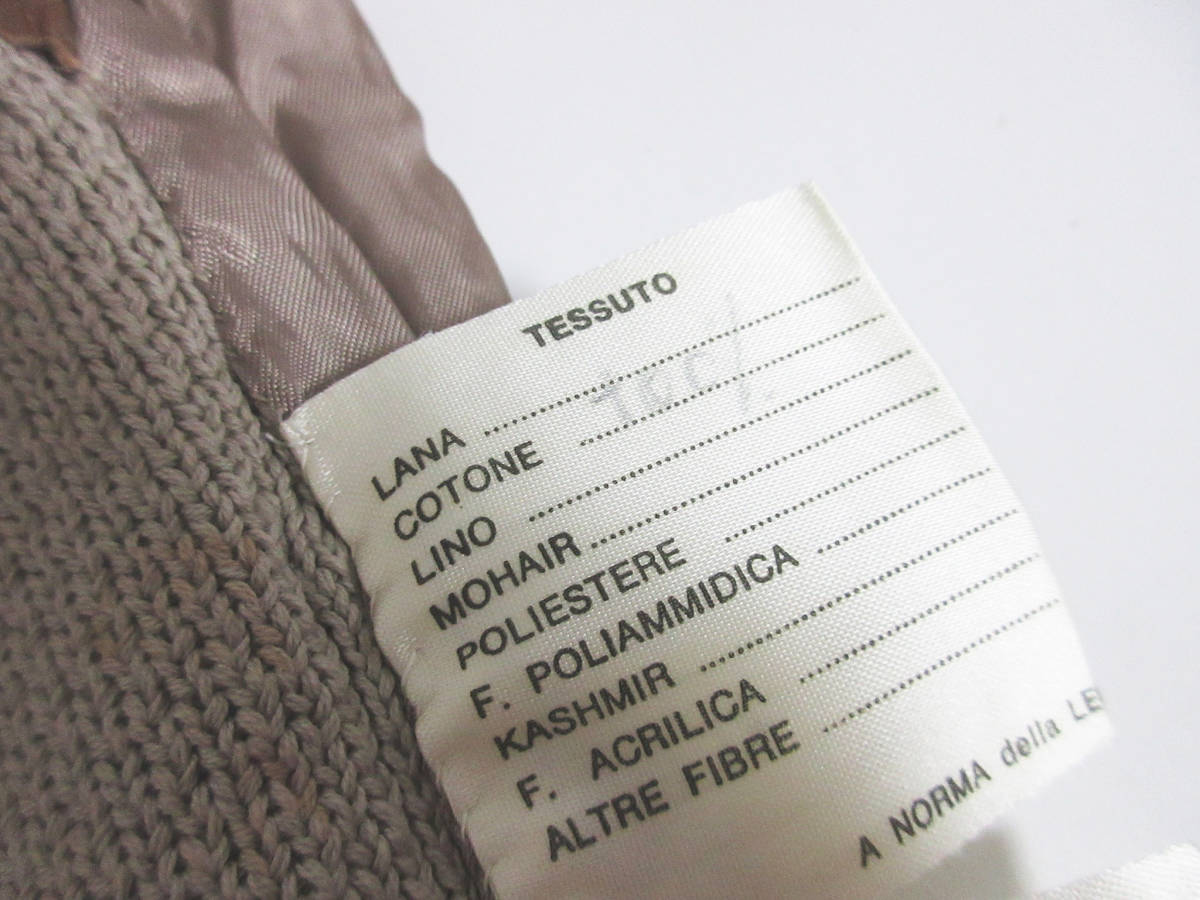 TESSUTO
LANA ........................
COTONE ........................
LINO ........................
MOHAIR ........................
POLIESTERE ........................
F. POLIAMMIDICA ........................
KASHMIR ........................
F. ACRILICA ........................
ALTRE FIBRE ........................
A NORMA della